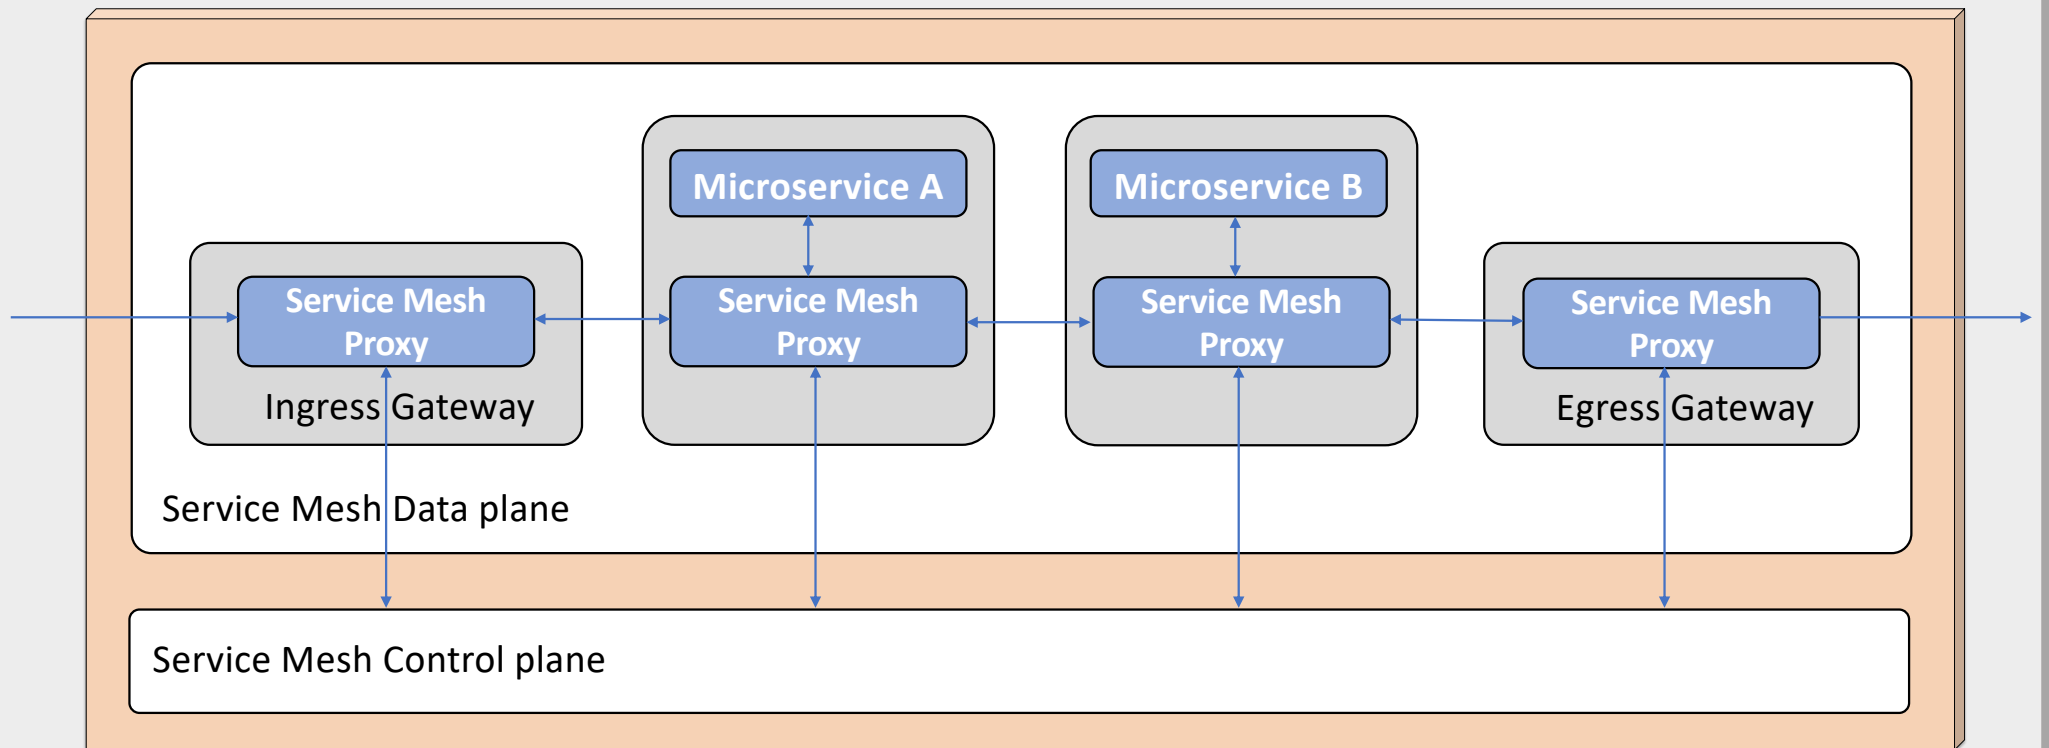 Microservice A
Microservice B
Service Mesh
Proxy
Service Mesh
Proxy
Service Mesh
Proxy
Service Mesh
Proxy
Ingress Gateway
Egress Gateway
Service Mesh Data plane
Service Mesh Control plane